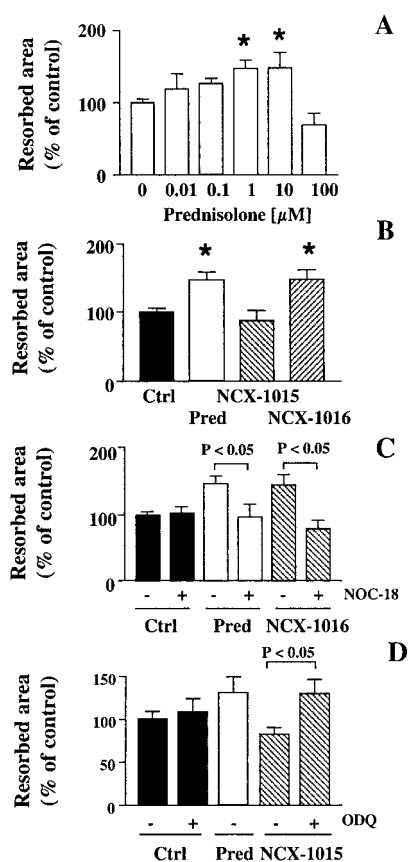 A
Resorbed area
(% of control)
200
100
0
*
*
0 0.01 0.1 1 10 100
Prednisolone [µM]
B
Resorbed area
(% of control)
200
100
0
*
*
Ctrl NCX-1015
Pred NCX-1016
C
Resorbed area
(% of control)
200
100
0
P < 0.05 P < 0.05
- + - + - + NOC-18
Ctrl Pred NCX-1016
D
Resorbed area
(% of control)
150
100
50
0
P < 0.05
- + - - + ODQ
Ctrl Pred NCX-1015